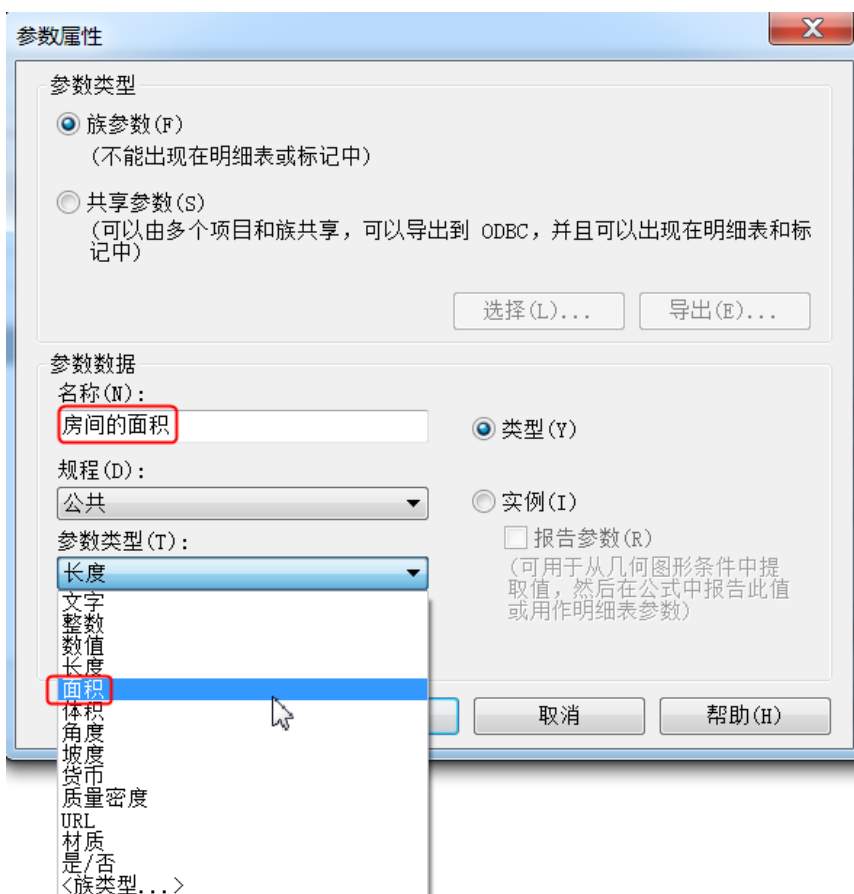 参数属性
参数类型
族参数(F)
(不能出现在明细表或标记中)
共享参数(S)
(可以由多个项目和族共享，可以导出到 ODBC，并且可以出现在明细表和标
记中)
选择(L)...
导出(E)...
参数数据
名称(N):
房间的面积
类型(Y)
规程(D):
公共
实例(I)
参数类型(T):
报告参数(R)
长度
(可用于从几何图形条件中提
取值，然后在公式中报告此值
或用作明细表参数)
文字
整数
数值
长度
面积
体积
角度
坡度
货币
质量密度
URL
材质
是/否
<族类型...>
取消
帮助(H)